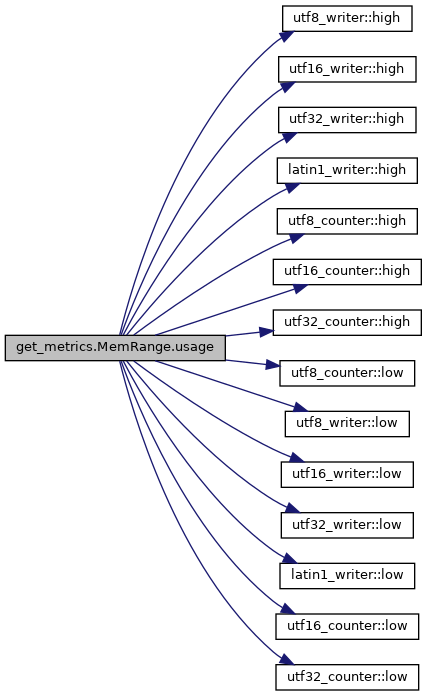 utf8_writer::high
utf16_writer::high
utf32_writer::high
latin1_writer::high
utf8_counter::high
utf16_counter::high
utf32_counter::high
get_metrics.MemRange.usage
utf8_counter::low
utf8_writer::low
utf16_writer::low
utf32_writer::low
latin1_writer::low
utf16_counter::low
utf32_counter::low